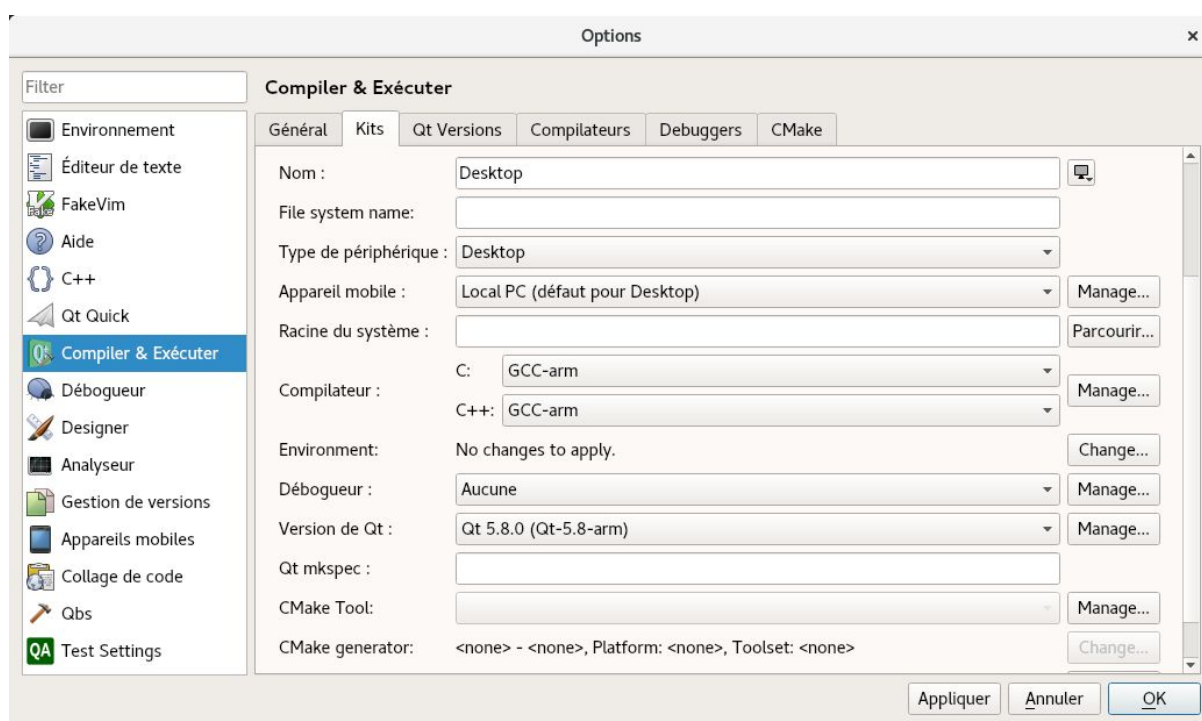 Options
Filter
Environnement
Éditeur de texte
FakeVim
Aide
C++
Qt Quick
Compiler & Exécuter
Débogueur
Designer
Analyseur
Gestion de versions
Appareils mobiles
Collage de code
Qbs
QA Test Settings
Compiler & Exécuter
Général Kits Qt Versions Compilateurs Debuggers CMake
Nom : Desktop
File system name:
Type de périphérique : Desktop
Appareil mobile : Local PC (défaut pour Desktop) Manage...
Racine du système : Parcourir...
Compilateur : C: GCC-arm Manage...
C++: GCC-arm
Environment: No changes to apply. Change...
Débogueur : Aucune Manage...
Version de Qt : Qt 5.8.0 (Qt-5.8-arm) Manage...
Qt mkspec :
CMake Tool: Manage...
CMake generator: <none> - <none>, Platform: <none>, Toolset: <none> Change...
Appliquer Annuler OK